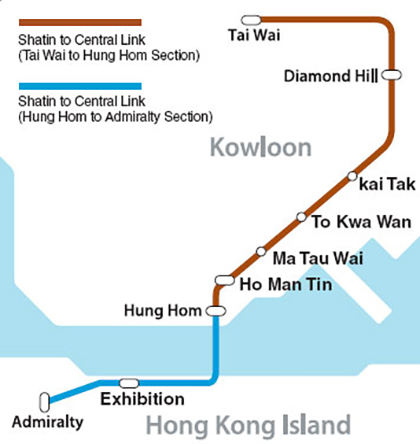 Shatin to Central Link
(Tai Wai to Hung Hom Section)
Shatin to Central Link
(Hung Hom to Admiralty Section)
Tai Wai
Diamond Hill
Kowloon
kai Tak
To Kwa Wan
Ma Tau Wai
Ho Man Tin
Hung Hom
Exhibition
Admiralty
Hong Kong Island